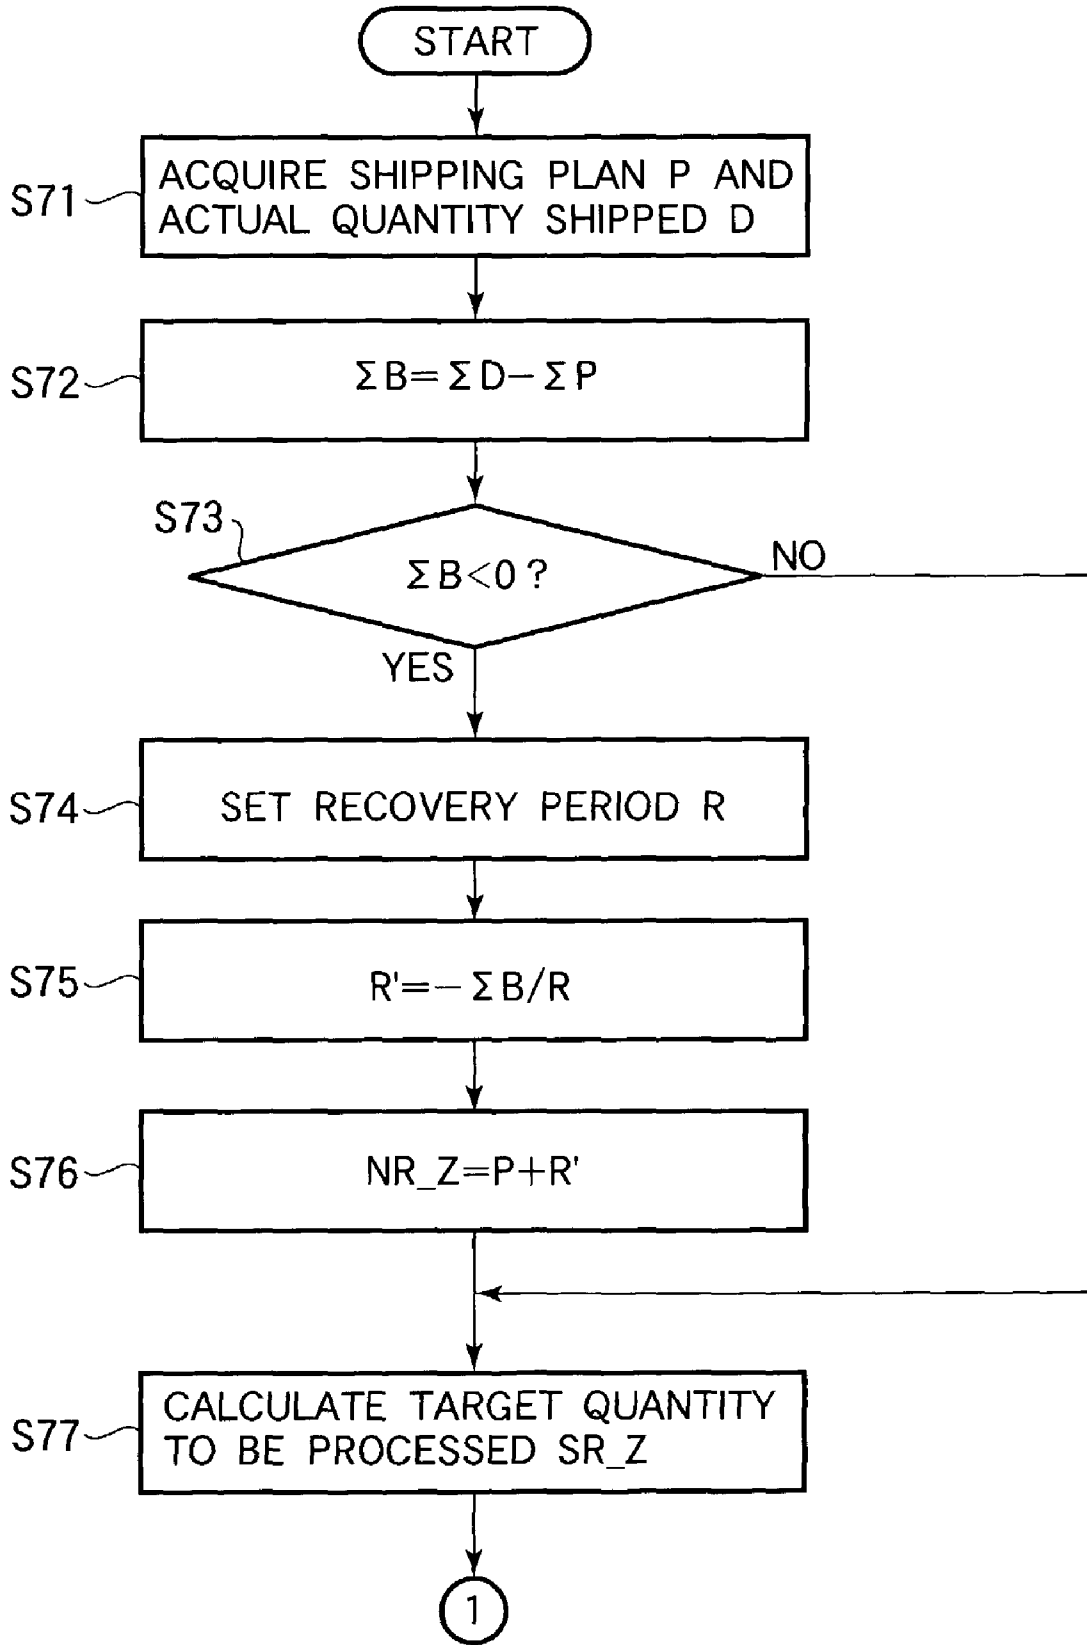 START
S71
ACQUIRE SHIPPING PLAN P AND
ACTUAL QUANTITY SHIPPED D
S72
ΣB=ΣD-ΣP
S73
ΣB<0?
NO
YES
S74
SET RECOVERY PERIOD R
S75
R'=-ΣB/R
S76
NR_Z=P+R'
S77
CALCULATE TARGET QUANTITY
TO BE PROCESSED SR_Z
1